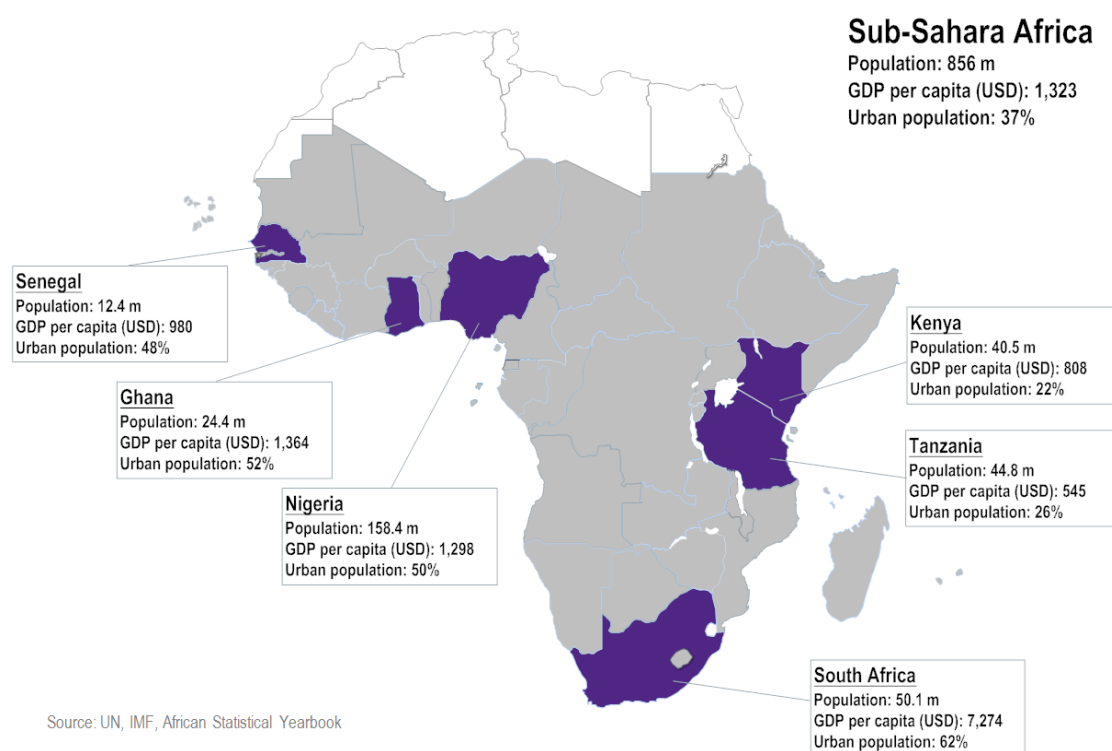 Sub-Sahara Africa
Population: 856 m
GDP per capita (USD): 1,323
Urban population: 37%
Senegal
Population: 12.4 m
GDP per capita (USD): 980
Urban population: 48%
Ghana
Population: 24.4 m
GDP per capita (USD): 1,364
Urban population: 52%
Nigeria
Population: 158.4 m
GDP per capita (USD): 1,298
Urban population: 50%
Kenya
Population: 40.5 m
GDP per capita (USD): 808
Urban population: 22%
Tanzania
Population: 44.8 m
GDP per capita (USD): 545
Urban population: 26%
South Africa
Population: 50.1 m
GDP per capita (USD): 7,274
Urban population: 62%
Source: UN, IMF, African Statistical Yearbook